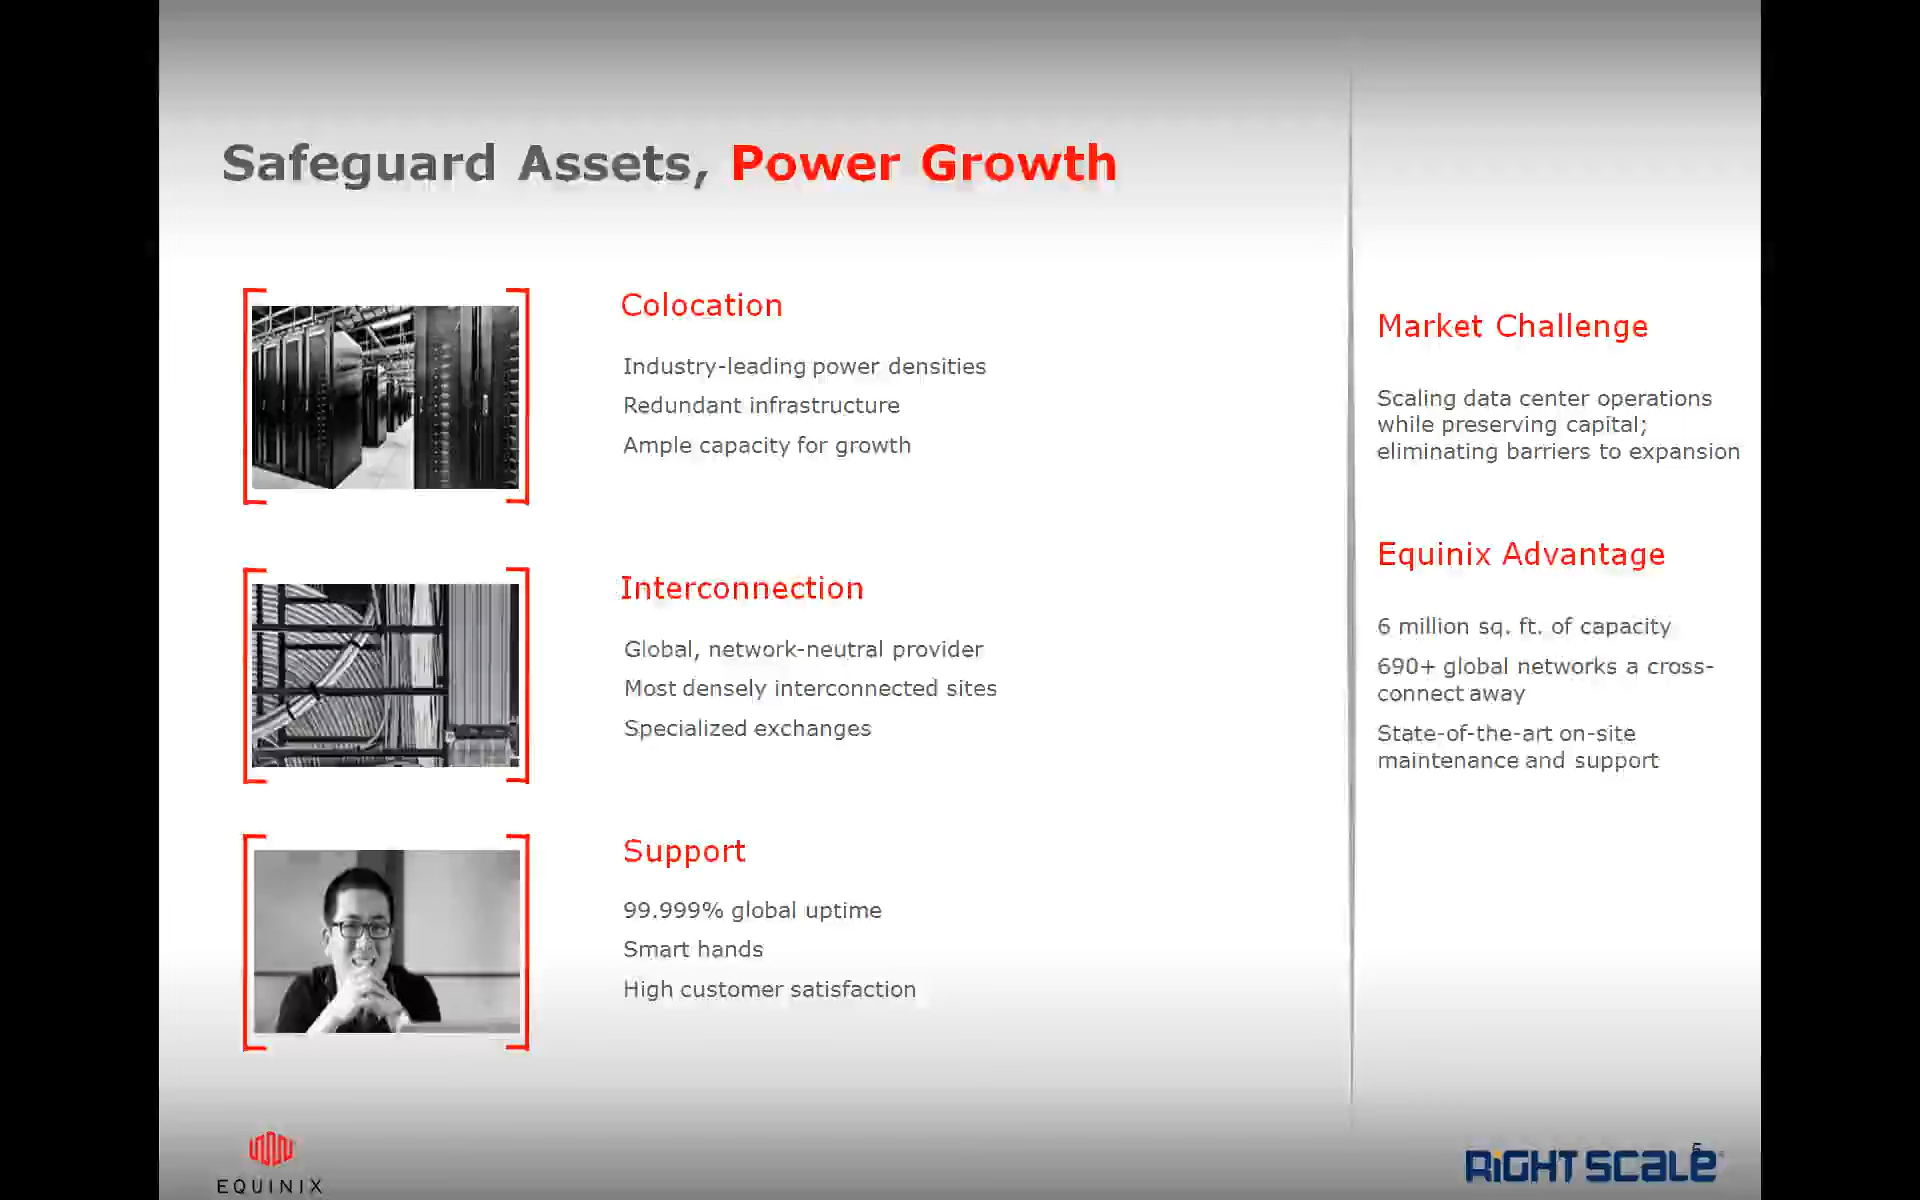 Safeguard Assets, Power Growth
Colocation
Industry-leading power densities
Redundant infrastructure
Ample capacity for growth
Interconnection
Global, network-neutral provider
Most densely interconnected sites
Specialized exchanges
Support
99.999% global uptime
Smart hands
High customer satisfaction
Market Challenge
Scaling data center operations
while preserving capital;
eliminating barriers to expansion
Equinix Advantage
6 million sq. ft. of capacity
690+ global networks a cross-
connect away
State-of-the-art on-site
maintenance and support
EQUINIX
RIGHTSCALE